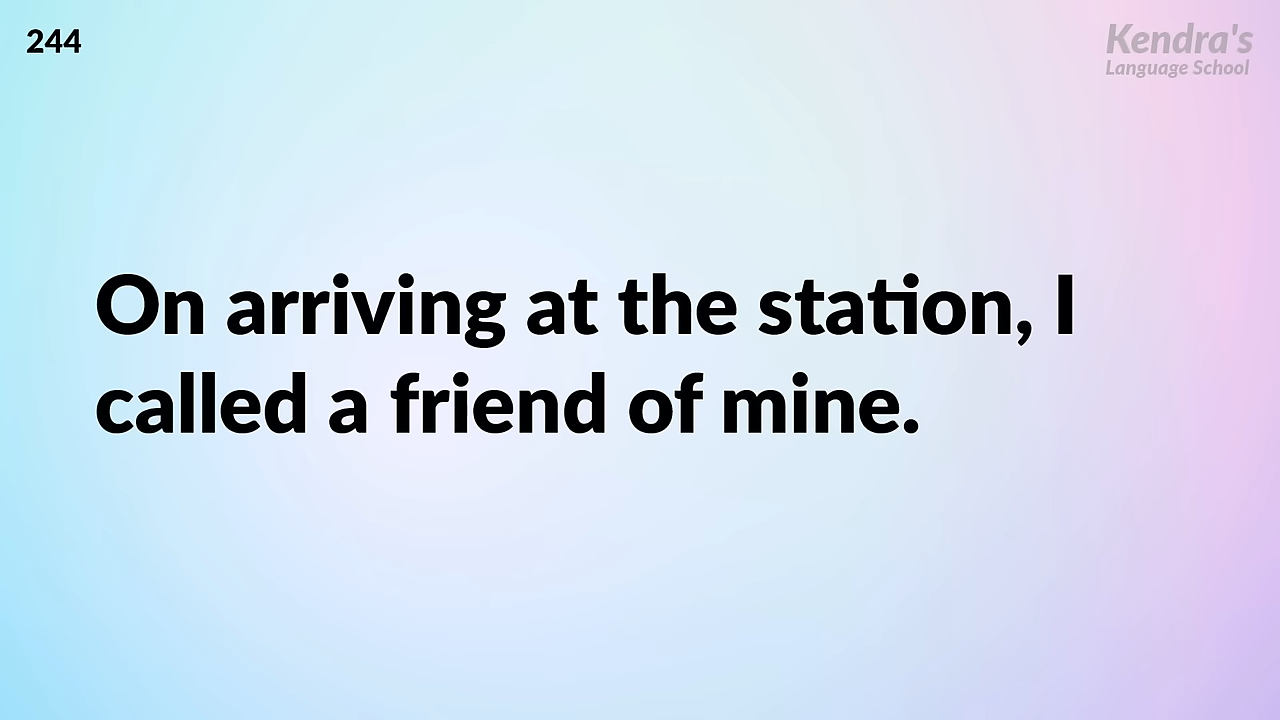 244
Kendra's
Language School
On arriving at the station, I
called a friend of mine.